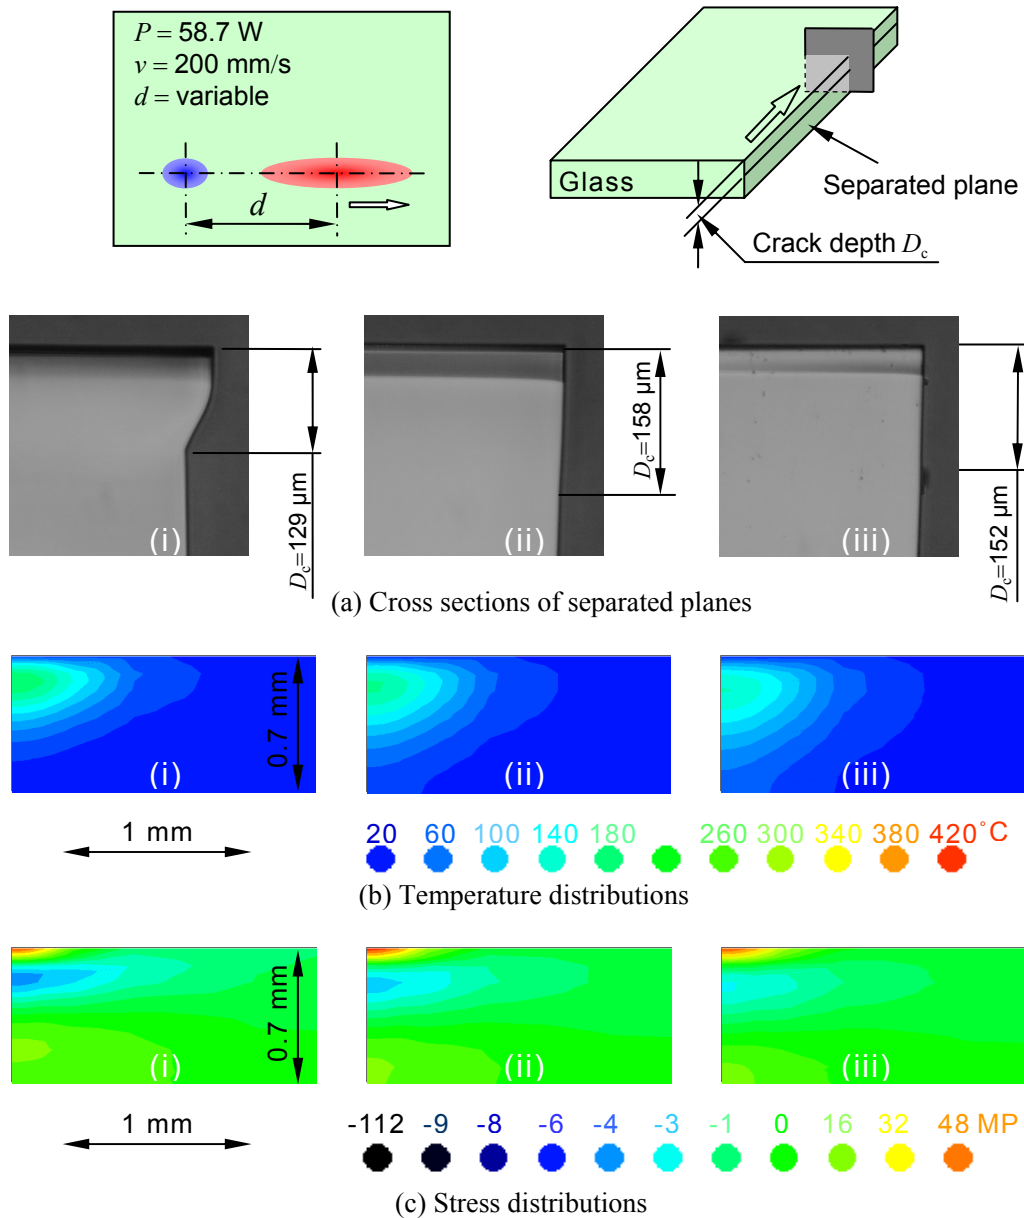 P = 58.7 W
v = 200 mm/s
d = variable
d
Glass
Separated plane
Crack depth Dc
(i)
Dc=129 μm
(ii)
Dc=158 μm
(iii)
Dc=152 μm
(a) Cross sections of separated planes
(i)
0.7 mm
(ii)
(iii)
1 mm
20 60 100 140 180 260 300 340 380 420°C
(b) Temperature distributions
(i)
0.7 mm
(ii)
(iii)
1 mm
-112 -9 -8 -6 -4 -3 -1 0 16 32 48 MP
(c) Stress distributions